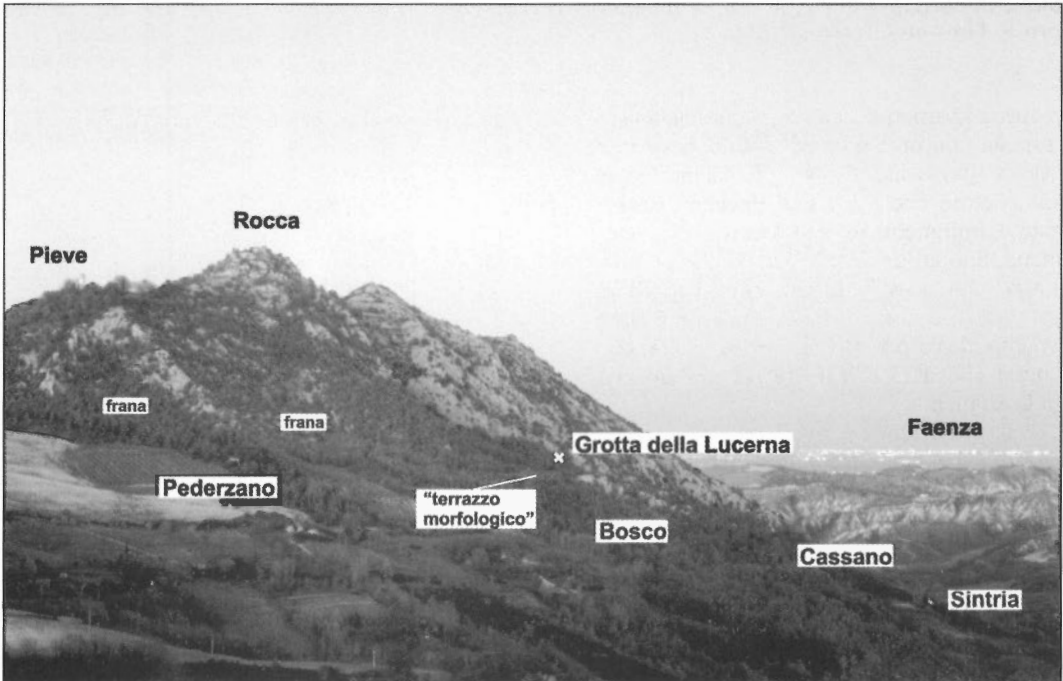 Rocca
Pieve
frana
frana
Faenza
Grotta della Lucerna
Pederzano
"terrazzo
morfologico"
Bosco
Cassano
Sintria